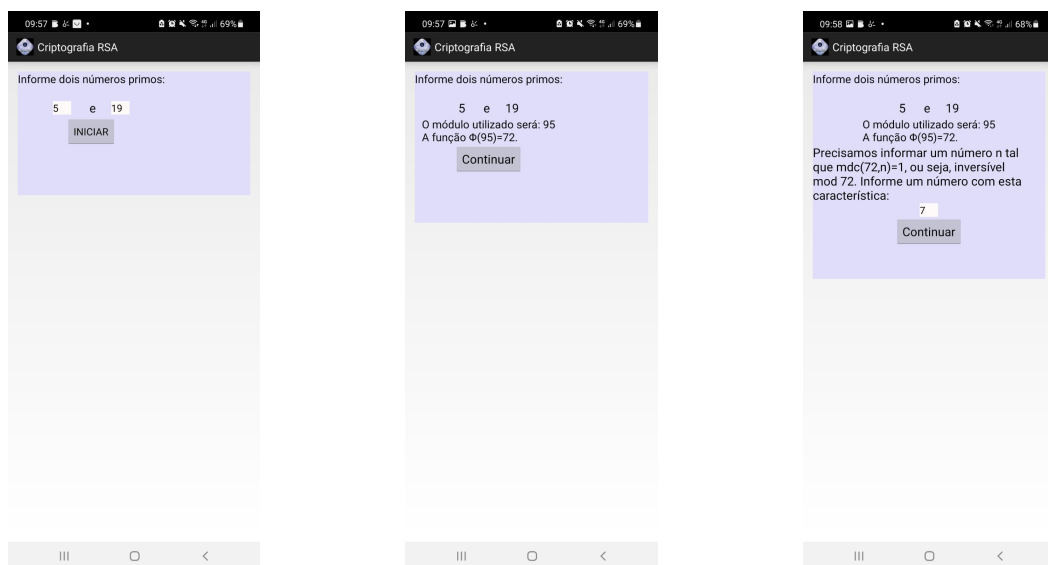 09:57
69%
Criptografia RSA
Informe dois números primos:
5 e 19
INICIAR
09:57
69%
Criptografia RSA
Informe dois números primos:
5 e 19
O módulo utilizado será: 95
A função Φ(95)=72.
Continuar
09:58
68%
Criptografia RSA
Informe dois números primos:
5 e 19
O módulo utilizado será: 95
A função Φ(95)=72.
Precisamos informar um número n tal
que mdc(72,n)=1, ou seja, inversível
mod 72. Informe um número com esta
característica:
7
Continuar